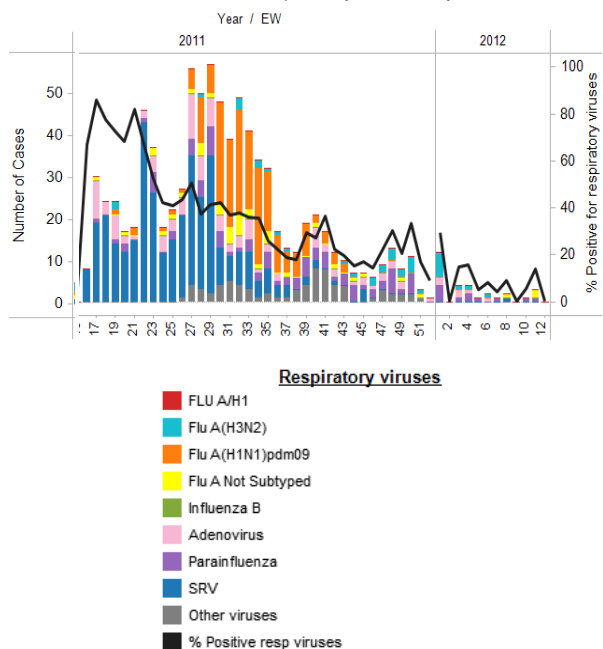 Year / EW
2011 2012
Number of Cases
50
40
30
20
10
0
% Positive for respiratory viruses
100
80
60
40
20
0
17 19 21 23 25 27 29 31 33 35 37 39 41 43 45 47 49 51 2 4 6 8 10 12
Respiratory viruses
FLU A/H1
Flu A(H3N2)
Flu A(H1N1)pdm09
Flu A Not Subtyped
Influenza B
Adenovirus
Parainfluenza
SRV
Other viruses
% Positive resp viruses